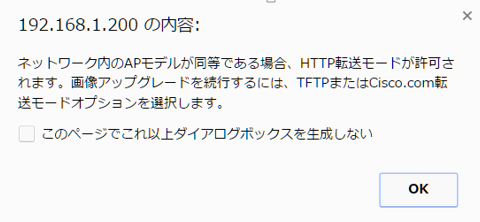 192.168.1.200 の内容:
ネットワーク内のAPモデルが同等である場合、HTTP転送モードが許可さ
れます。画像アップグレードを続行するには、TFTPまたはCisco.com転
送モードオプションを選択します。
このページでこれ以上ダイアログボックスを生成しない
OK